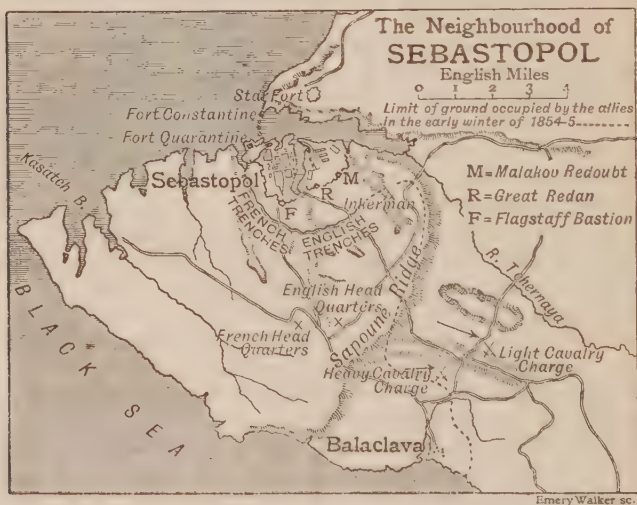 The Neighbourhood of
SEBASTOPOL
English Miles
0 1 2 3 4
Limit of ground occupied by the allies
in the early winter of 1854-5
M=Malakov Redoubt
R=Great Redan
F=Flagstaff Bastion
Star Fort
Fort Constantine
Fort Quarantine
Kasatch B.
Sebastopol
M
R
F
Inkerman
FRENCH
TRENCHES
ENGLISH
TRENCHES
R. Tchernaya
English Head
Quarters
French Head
Quarters
Sapoune Ridge
Light Cavalry
Charge
Heavy Cavalry
Charge
BLACK SEA
Balaclava
Emery Walker sc.